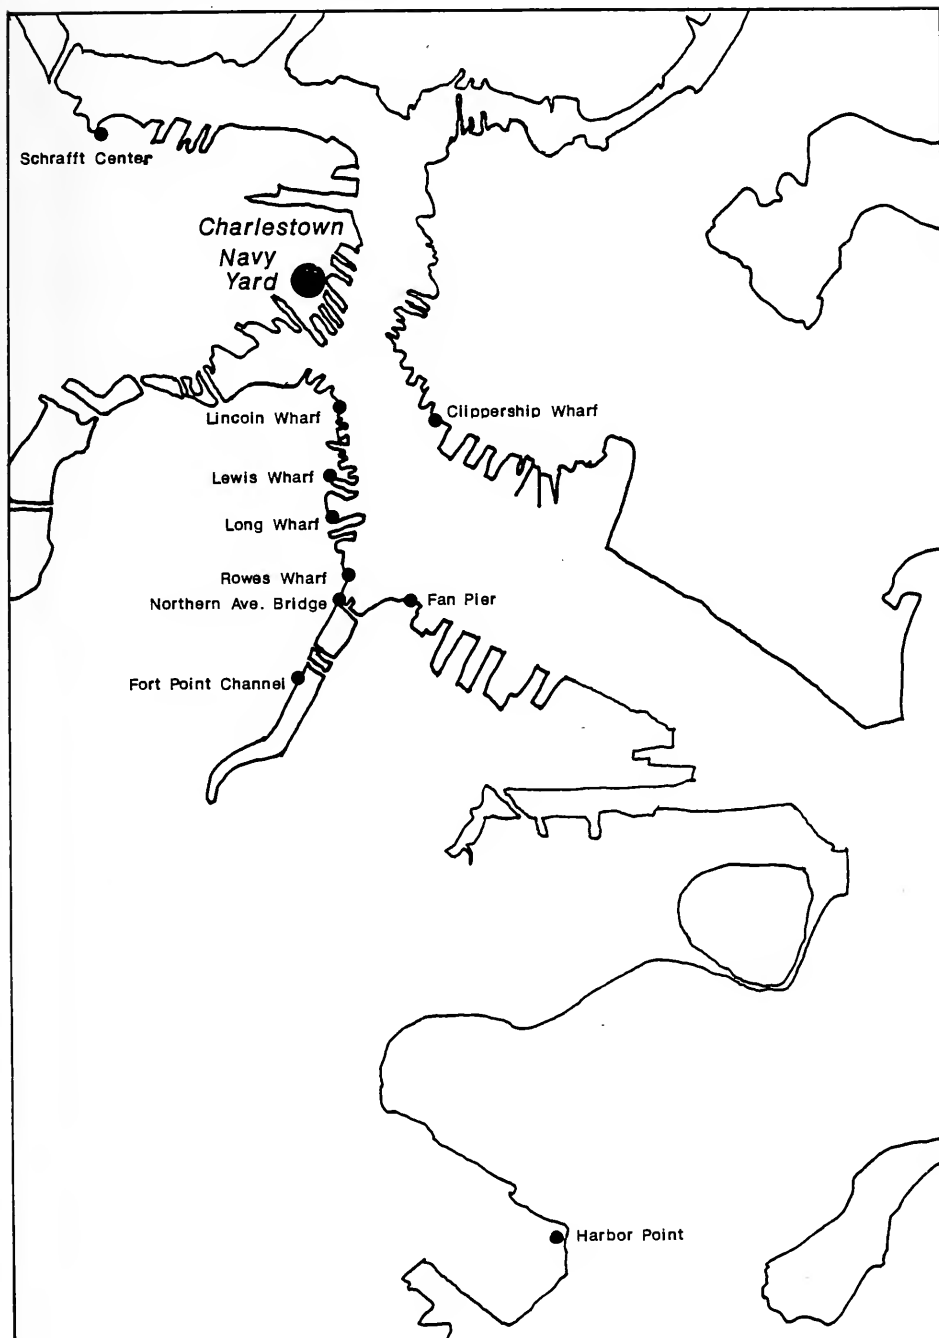 Schrafft Center
Charlestown
Navy
Yard
Lincoln Wharf
Clippership Wharf
Lewis Wharf
Long Wharf
Rowes Wharf
Northern Ave. Bridge
Fan Pier
Fort Point Channel
Harbor Point